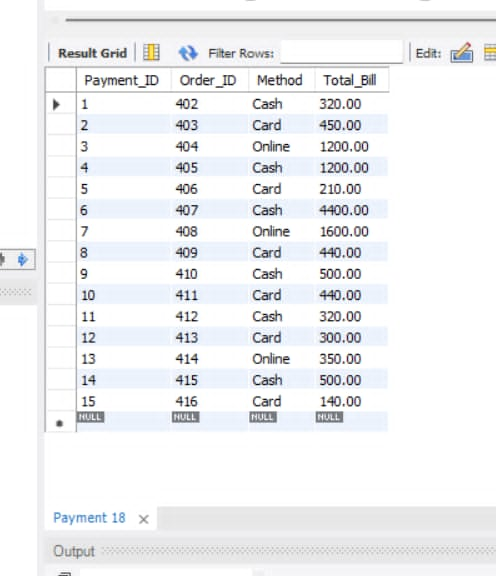 Result Grid Filter Rows: Edit:
Payment_ID Order_ID Method Total_Bill
1 402 Cash 320.00
2 403 Card 450.00
3 404 Online 1200.00
4 405 Cash 1200.00
5 406 Card 210.00
6 407 Cash 4400.00
7 408 Online 1600.00
8 409 Card 440.00
9 410 Cash 500.00
10 411 Card 440.00
11 412 Cash 320.00
12 413 Card 300.00
13 414 Online 350.00
14 415 Cash 500.00
15 416 Card 140.00
NULL NULL NULL NULL
Payment 18
Output